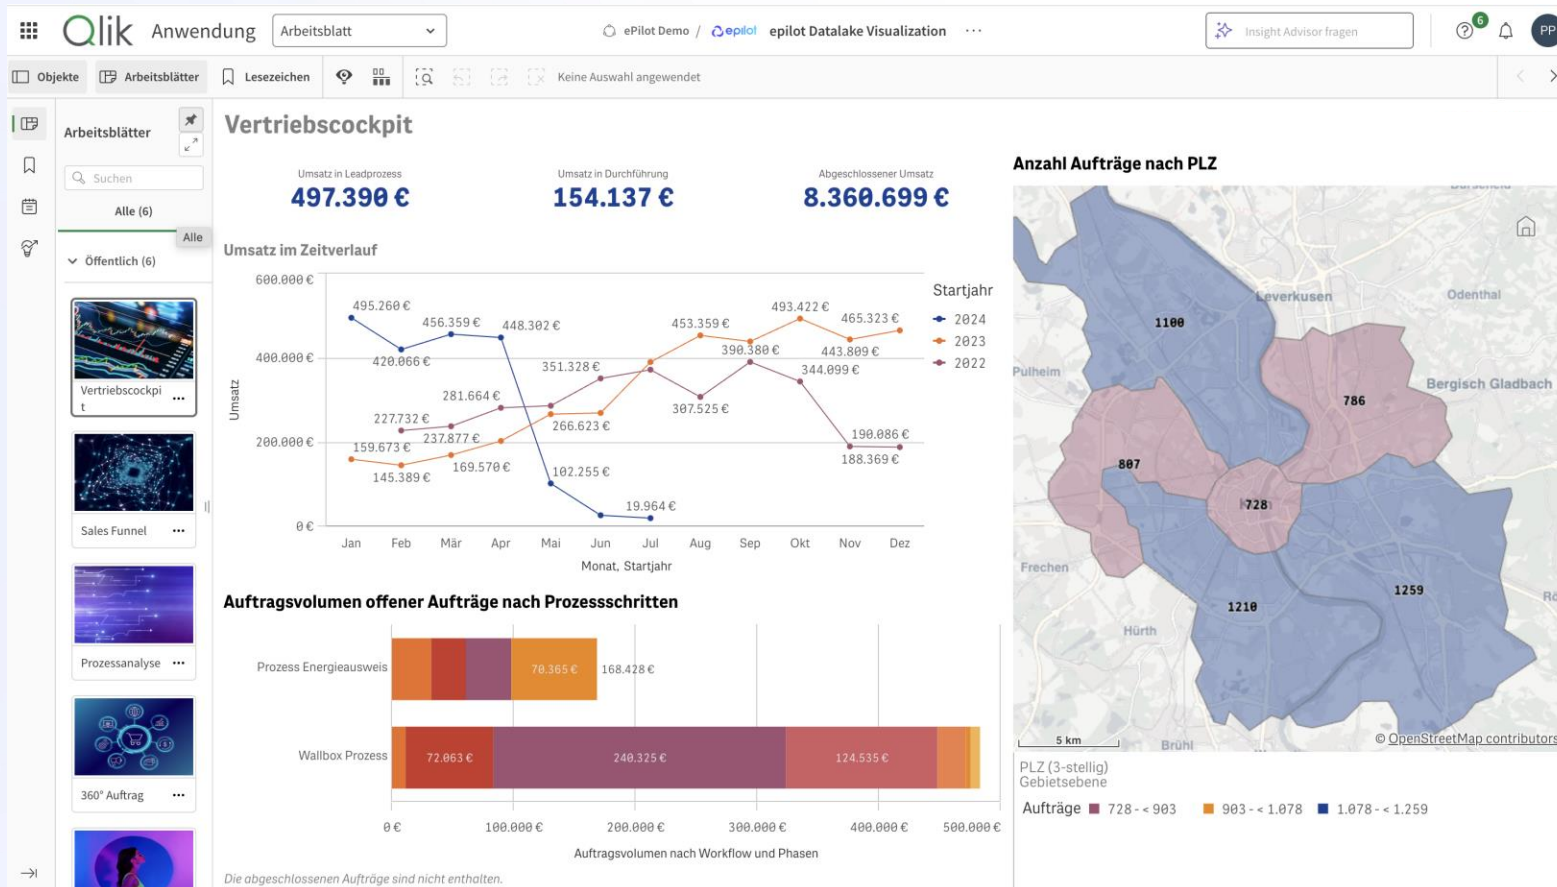 Qlik Anwendung Arbeitsblatt ePilot Demo / epilot epilot Datalake Visualization ... Insight Advisor fragen 6 PP
Objekte Arbeitsblätter Lesezeichen Keine Auswahl angewendet
Arbeitsblätter
Suchen
Alle (6)
Alle
Öffentlich (6)
Vertriebscockpi
t
Sales Funnel
Prozessanalyse
360° Auftrag
Vertriebscockpit
Umsatz in Leadprozess
497.390 €
Umsatz in Durchführung
154.137 €
Abgeschlossener Umsatz
8.360.699 €
Umsatz im Zeitverlauf
Umsatz
600.000 €
400.000 €
200.000 €
0 €
495.260 €
420.066 €
456.359 €
448.302 €
102.255 €
19.964 €
159.673 €
145.389 €
169.570 €
266.623 €
453.359 €
493.422 €
443.809 €
465.323 €
227.732 €
237.877 €
281.664 €
351.328 €
307.525 €
390.380 €
344.099 €
190.086 €
188.369 €
Jan Feb Mär Apr Mai Jun Jul Aug Sep Okt Nov Dez
Monat, Startjahr
Startjahr
2024
2023
2022
Auftragsvolumen offener Aufträge nach Prozessschritten
Prozess Energieausweis 70.365 € 168.428 €
Wallbox Prozess 72.063 € 240.325 € 124.535 €
0 € 100.000 € 200.000 € 300.000 € 400.000 € 500.000 €
Auftragsvolumen nach Workflow und Phasen
Die abgeschlossenen Aufträge sind nicht enthalten.
Anzahl Aufträge nach PLZ
Leverkusen
Odenthal
1100
Pulheim
Bergisch Gladbach
786
807
728
Frechen
1259
1210
Hürth
5 km
Brühl
© OpenStreetMap contributors
PLZ (3-stellig)
Gebietsebene
Aufträge 728 - < 903 903 - < 1.078 1.078 - < 1.259